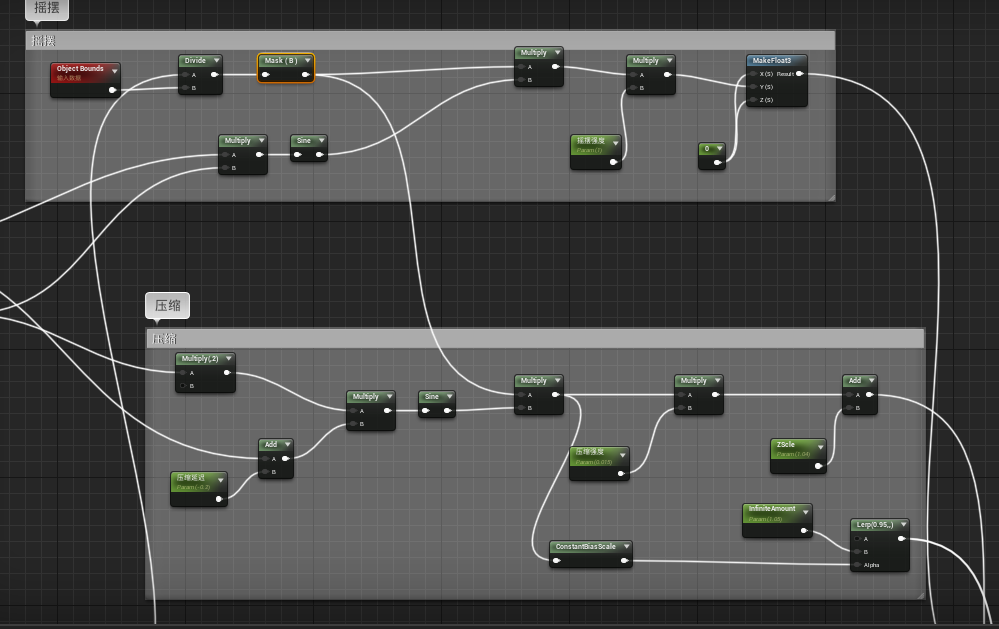 摇摆
摇摆
Object Bounds
输入数据
Divide
A
B
Mask ( B )
Multiply
A
B
Multiply
A
B
MakeFloat3
X (S) Result
Y (S)
Z (S)
Multiply
A
B
Sine
摇摆强度
Param (1)
0
压缩
压缩
Multiply(,2)
A
B
Multiply
A
B
Sine
Multiply
A
B
Multiply
A
B
Add
A
B
Add
A
B
压缩延迟
Param (-0.2)
压缩强度
Param (0.015)
ZScle
Param (1.04)
InfiniteAmount
Param (1.05)
Lerp(0.95,,)
A
B
Alpha
ConstantBiasScale